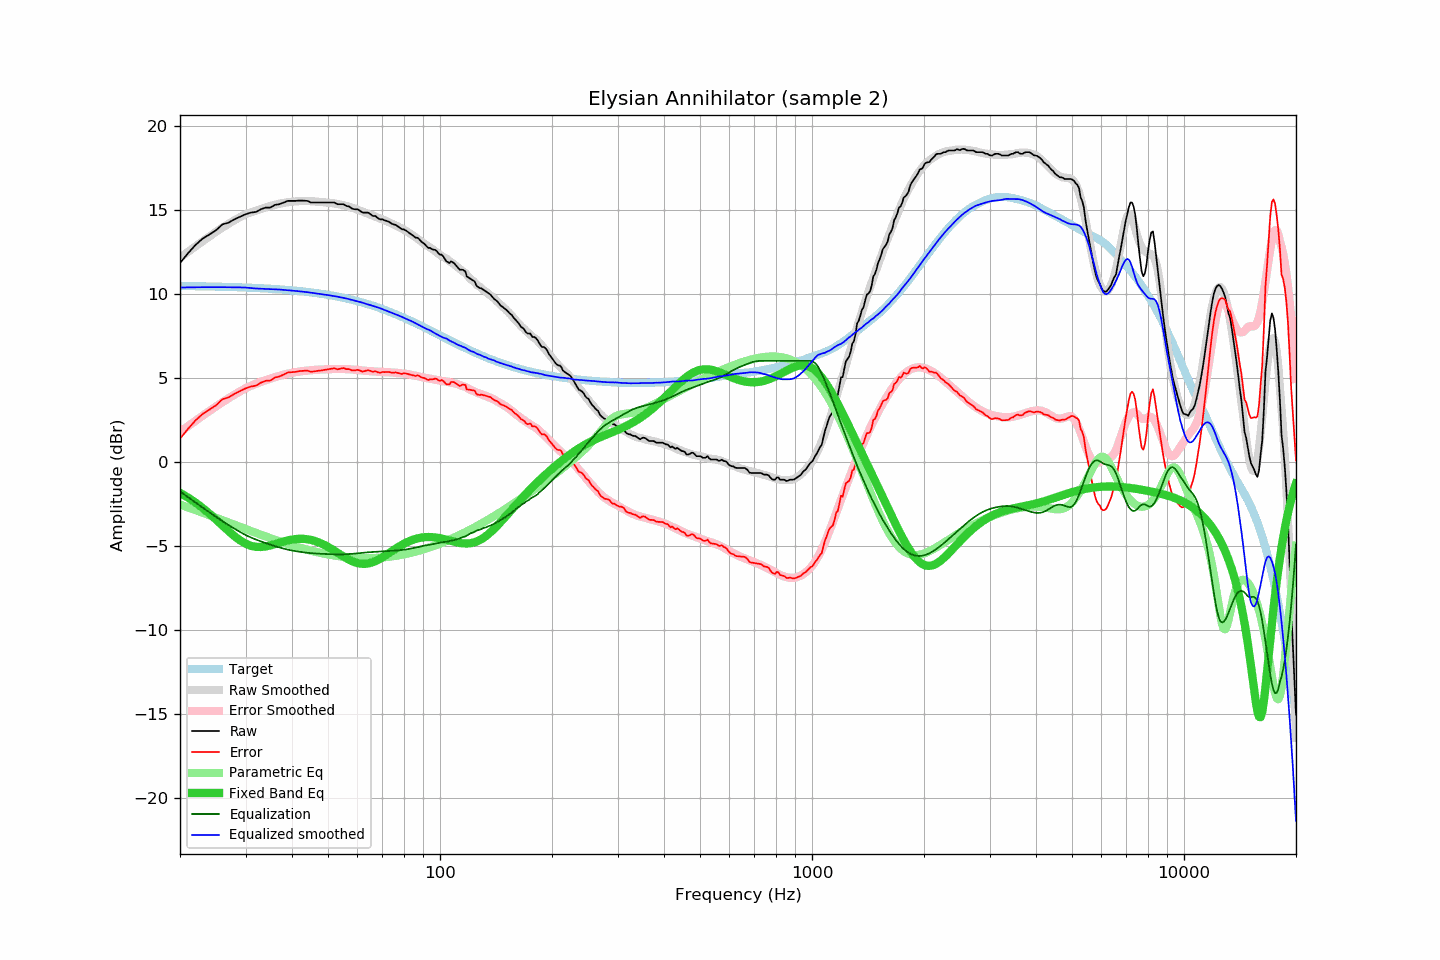 Elysian Annihilator (sample 2)
20
15
10
5
0
−5
−10
−15
−20
Amplitude (dBr)
Target
Raw Smoothed
Error Smoothed
Raw
Error
Parametric Eq
Fixed Band Eq
Equalization
Equalized smoothed
100
1000
10000
Frequency (Hz)